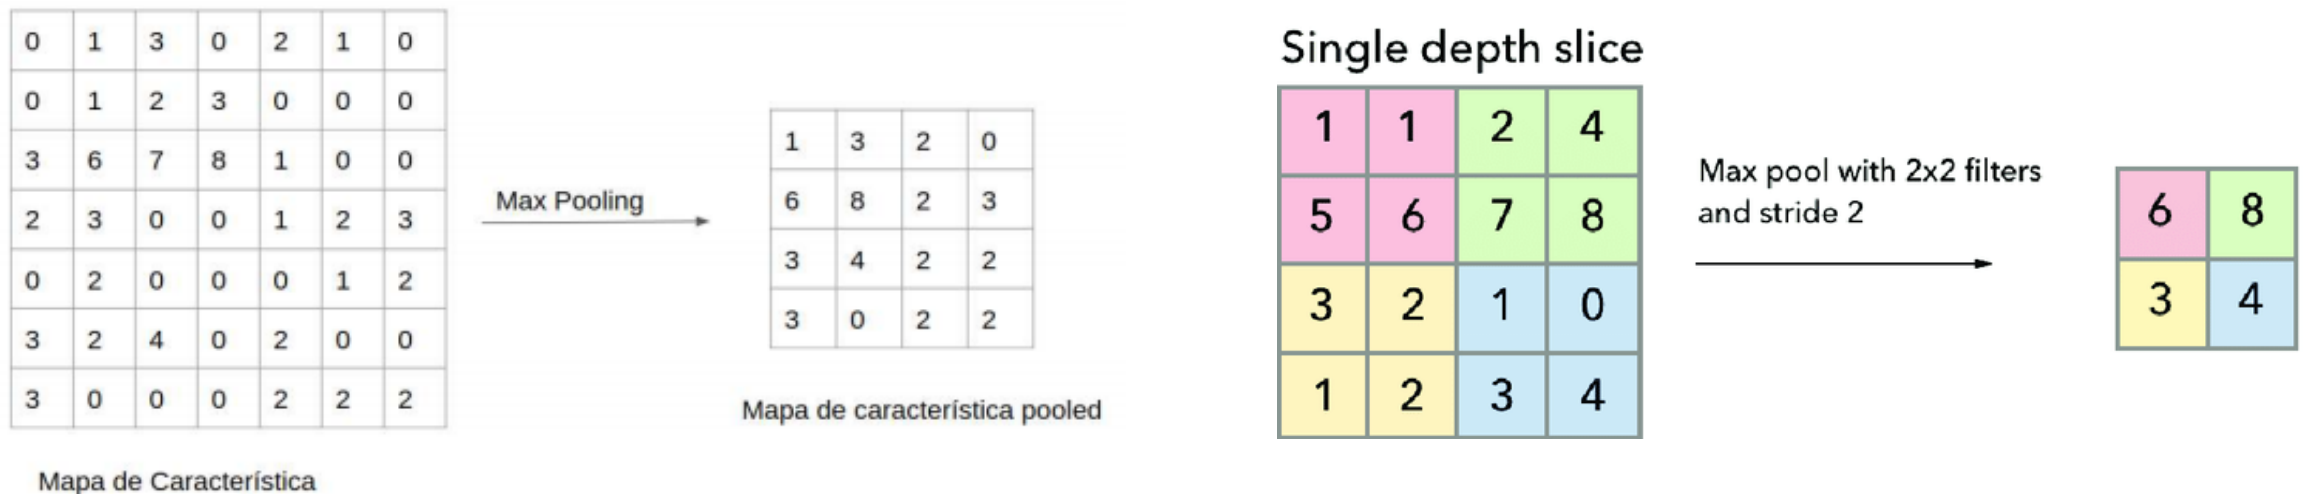 0 1 3 0 2 1 0
0 1 2 3 0 0 0
3 6 7 8 1 0 0
2 3 0 0 1 2 3
0 2 0 0 0 1 2
3 2 4 0 2 0 0
3 0 0 0 2 2 2
Mapa de Característica
Max Pooling
1 3 2 0
6 8 2 3
3 4 2 2
3 0 2 2
Mapa de característica pooled
Single depth slice
1 1 2 4
5 6 7 8
3 2 1 0
1 2 3 4
Max pool with 2x2 filters
and stride 2
6 8
3 4